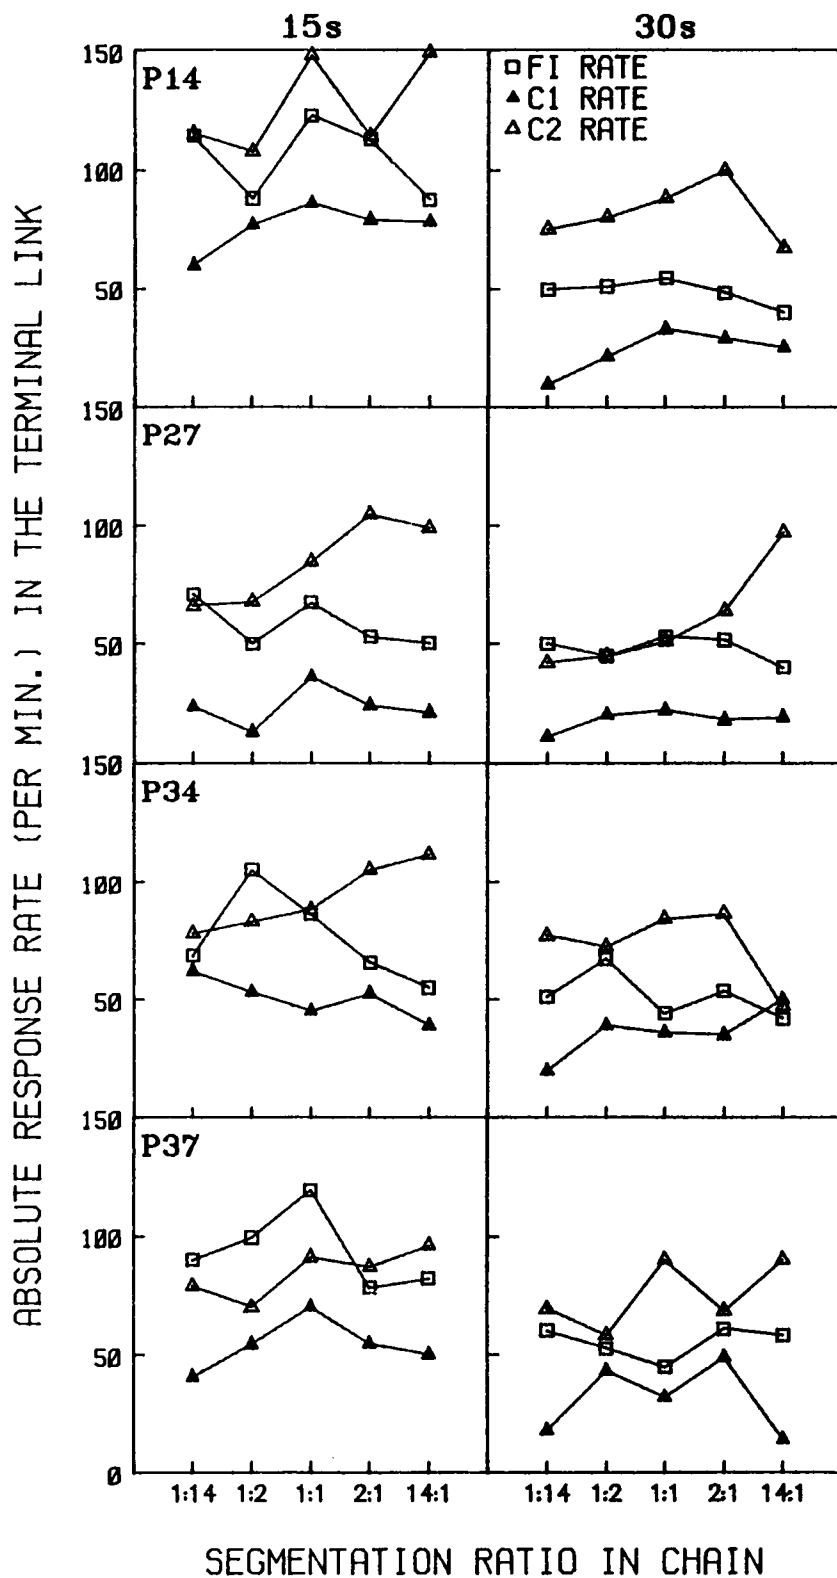 15s 30s
150
P14
FI RATE
C1 RATE
C2 RATE
100
50
150
P27
100
50
150
P34
100
50
150
P37
100
50
0
1:14 1:2 1:1 2:1 14:1 1:14 1:2 1:1 2:1 14:1
SEGMENTATION RATIO IN CHAIN
ABSOLUTE RESPONSE RATE (PER MIN.) IN THE TERMINAL LINK